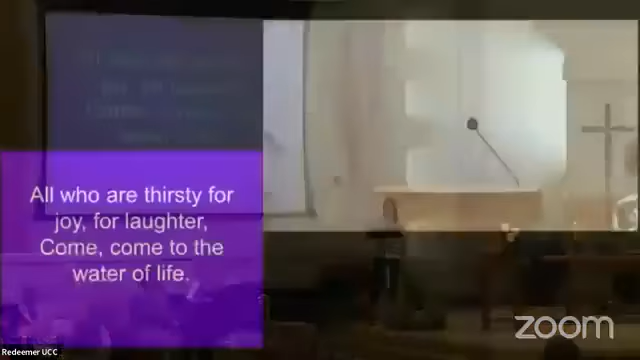 All who are thirsty for
joy, for laughter,
Come, come to the
water of life.
zoom
Redeemer UCC